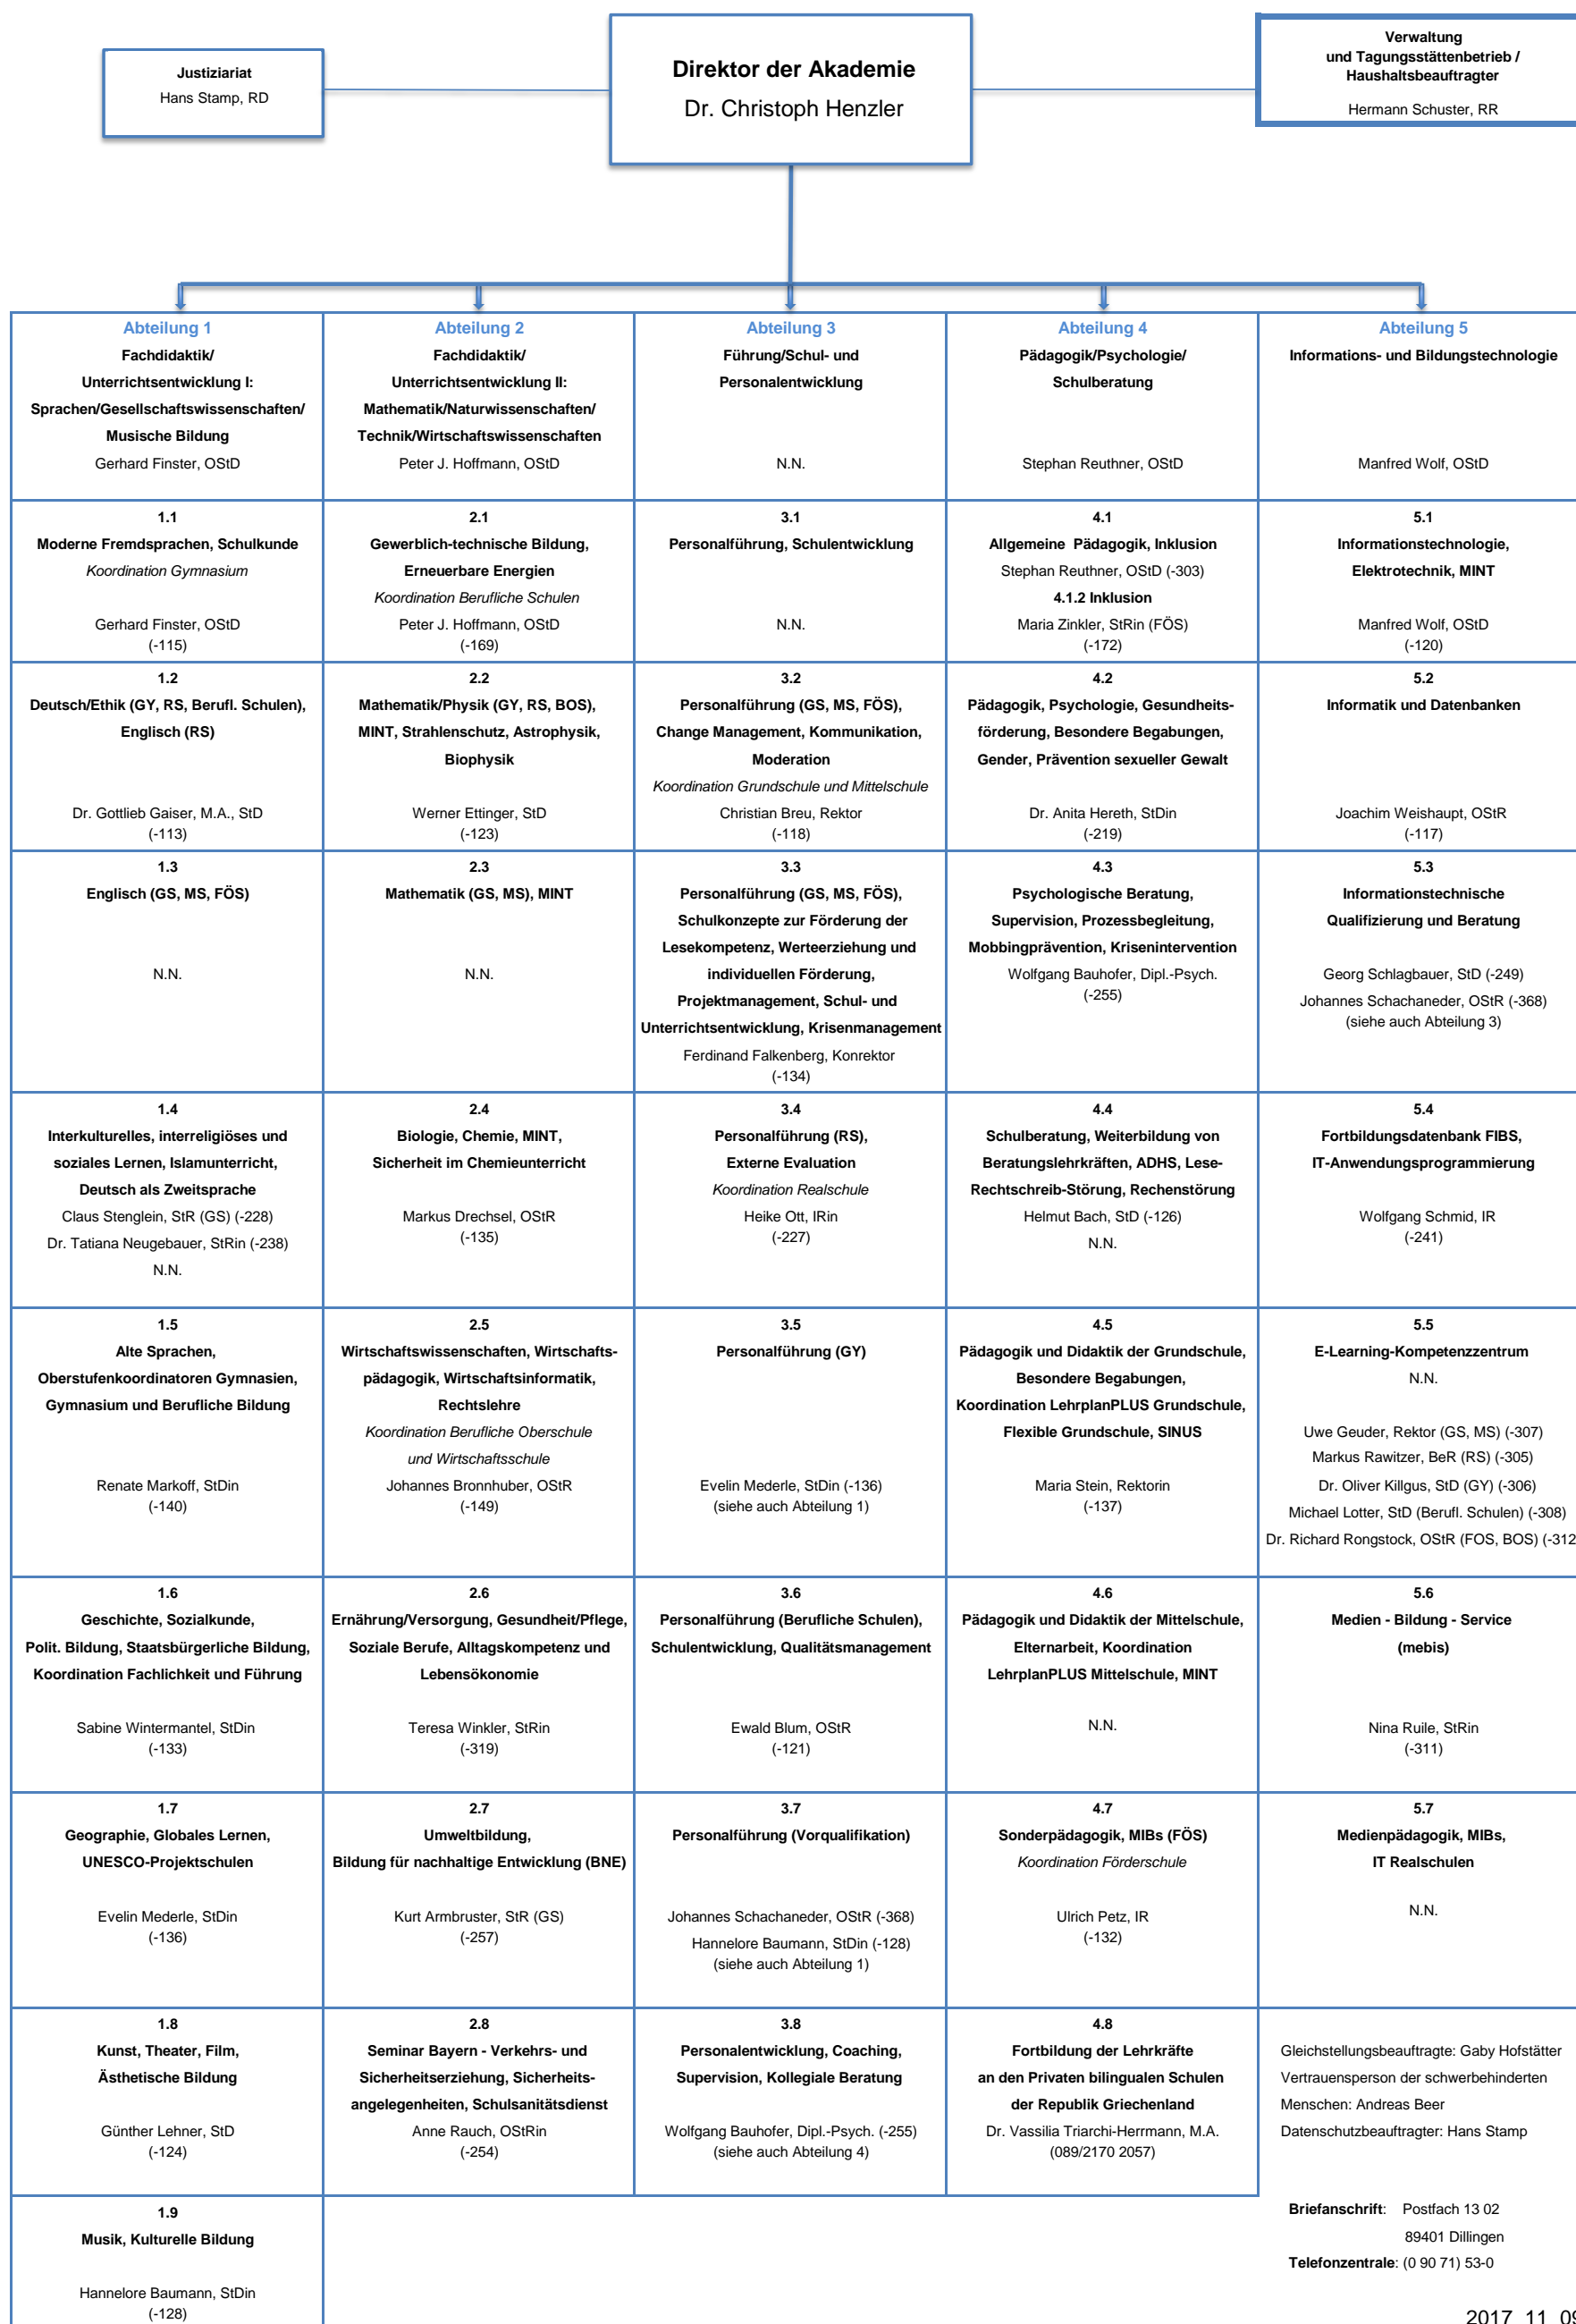 Justiziariat
Hans Stamp, RD
Direktor der Akademie
Dr. Christoph Henzler
Verwaltung
und Tagungsstättenbetrieb /
Haushaltsbeauftragter
Hermann Schuster, RR
Abteilung 1
Fachdidaktik/
Unterrichtsentwicklung I:
Sprachen/Gesellschaftswissenschaften/
Musische Bildung
Gerhard Finster, OStD
Abteilung 2
Fachdidaktik/
Unterrichtsentwicklung II:
Mathematik/Naturwissenschaften/
Technik/Wirtschaftswissenschaften
Peter J. Hoffmann, OStD
Abteilung 3
Führung/Schul- und
Personalentwicklung
N.N.
Abteilung 4
Pädagogik/Psychologie/
Schulberatung
Stephan Reuthner, OStD
Abteilung 5
Informations- und Bildungstechnologie
Manfred Wolf, OStD
1.1
Moderne Fremdsprachen, Schulkunde
Koordination Gymnasium
Gerhard Finster, OStD
(-115)
2.1
Gewerblich-technische Bildung,
Erneuerbare Energien
Koordination Berufliche Schulen
Peter J. Hoffmann, OStD
(-169)
3.1
Personalführung, Schulentwicklung
N.N.
4.1
Allgemeine Pädagogik, Inklusion
Stephan Reuthner, OStD (-303)
4.1.2 Inklusion
Maria Zinkler, StRin (FÖS)
(-172)
5.1
Informationstechnologie,
Elektrotechnik, MINT
Manfred Wolf, OStD
(-120)
1.2
Deutsch/Ethik (GY, RS, Berufl. Schulen),
Englisch (RS)
Dr. Gottlieb Gaiser, M.A., StD
(-113)
2.2
Mathematik/Physik (GY, RS, BOS),
MINT, Strahlenschutz, Astrophysik,
Biophysik
Werner Ettinger, StD
(-123)
3.2
Personalführung (GS, MS, FÖS),
Change Management, Kommunikation,
Moderation
Koordination Grundschule und Mittelschule
Christian Breu, Rektor
(-118)
4.2
Pädagogik, Psychologie, Gesundheits-
förderung, Besondere Begabungen,
Gender, Prävention sexueller Gewalt
Dr. Anita Hereth, StDin
(-219)
5.2
Informatik und Datenbanken
Joachim Weishaupt, OStR
(-117)
1.3
Englisch (GS, MS, FÖS)
N.N.
2.3
Mathematik (GS, MS), MINT
N.N.
3.3
Personalführung (GS, MS, FÖS),
Schulkonzepte zur Förderung der
Lesekompetenz, Werteerziehung und
individuellen Förderung,
Projektmanagement, Schul- und
Unterrichtsentwicklung, Krisenmanagement
Ferdinand Falkenberg, Konrektor
(-134)
4.3
Psychologische Beratung,
Supervision, Prozessbegleitung,
Mobbingprävention, Krisenintervention
Wolfgang Bauhofer, Dipl.-Psych.
(-255)
5.3
Informationstechnische
Qualifizierung und Beratung
Georg Schlagbauer, StD (-249)
Johannes Schachaneder, OStR (-368)
(siehe auch Abteilung 3)
1.4
Interkulturelles, interreligiöses und
soziales Lernen, Islamunterricht,
Deutsch als Zweitsprache
Claus Stenglein, StR (GS) (-228)
Dr. Tatiana Neugebauer, StRin (-238)
N.N.
2.4
Biologie, Chemie, MINT,
Sicherheit im Chemieunterricht
Markus Drechsel, OStR
(-135)
3.4
Personalführung (RS),
Externe Evaluation
Koordination Realschule
Heike Ott, IRin
(-227)
4.4
Schulberatung, Weiterbildung von
Beratungslehrkräften, ADHS, Lese-
Rechtschreib-Störung, Rechenstörung
Helmut Bach, StD (-126)
N.N.
5.4
Fortbildungsdatenbank FIBS,
IT-Anwendungsprogrammierung
Wolfgang Schmid, IR
(-241)
1.5
Alte Sprachen,
Oberstufenkoordinatoren Gymnasien,
Gymnasium und Berufliche Bildung
Renate Markoff, StDin
(-140)
2.5
Wirtschaftswissenschaften, Wirtschafts-
pädagogik, Wirtschaftsinformatik,
Rechtslehre
Koordination Berufliche Oberschule
und Wirtschaftsschule
Johannes Bronnhuber, OStR
(-149)
3.5
Personalführung (GY)
Evelin Mederle, StDin (-136)
(siehe auch Abteilung 1)
4.5
Pädagogik und Didaktik der Grundschule,
Besondere Begabungen,
Koordination LehrplanPLUS Grundschule,
Flexible Grundschule, SINUS
Maria Stein, Rektorin
(-137)
5.5
E-Learning-Kompetenzzentrum
N.N.
Uwe Geuder, Rektor (GS, MS) (-307)
Markus Rawitzer, BeR (RS) (-305)
Dr. Oliver Killgus, StD (GY) (-306)
Michael Lotter, StD (Berufl. Schulen) (-308)
Dr. Richard Rongstock, OStR (FOS, BOS) (-312
1.6
Geschichte, Sozialkunde,
Polit. Bildung, Staatsbürgerliche Bildung,
Koordination Fachlichkeit und Führung
Sabine Wintermantel, StDin
(-133)
2.6
Ernährung/Versorgung, Gesundheit/Pflege,
Soziale Berufe, Alltagskompetenz und
Lebensökonomie
Teresa Winkler, StRin
(-319)
3.6
Personalführung (Berufliche Schulen),
Schulentwicklung, Qualitätsmanagement
Ewald Blum, OStR
(-121)
4.6
Pädagogik und Didaktik der Mittelschule,
Elternarbeit, Koordination
LehrplanPLUS Mittelschule, MINT
N.N.
5.6
Medien - Bildung - Service
(mebis)
Nina Ruile, StRin
(-311)
1.7
Geographie, Globales Lernen,
UNESCO-Projektschulen
Evelin Mederle, StDin
(-136)
2.7
Umweltbildung,
Bildung für nachhaltige Entwicklung (BNE)
Kurt Armbruster, StR (GS)
(-257)
3.7
Personalführung (Vorqualifikation)
Johannes Schachaneder, OStR (-368)
Hannelore Baumann, StDin (-128)
(siehe auch Abteilung 1)
4.7
Sonderpädagogik, MIBs (FÖS)
Koordination Förderschule
Ulrich Petz, IR
(-132)
5.7
Medienpädagogik, MIBs,
IT Realschulen
N.N.
1.8
Kunst, Theater, Film,
Ästhetische Bildung
Günther Lehner, StD
(-124)
2.8
Seminar Bayern - Verkehrs- und
Sicherheitserziehung, Sicherheits-
angelegenheiten, Schulsanitätsdienst
Anne Rauch, OStRin
(-254)
3.8
Personalentwicklung, Coaching,
Supervision, Kollegiale Beratung
Wolfgang Bauhofer, Dipl.-Psych. (-255)
(siehe auch Abteilung 4)
4.8
Fortbildung der Lehrkräfte
an den Privaten bilingualen Schulen
der Republik Griechenland
Dr. Vassilia Triarchi-Herrmann, M.A.
(089/2170 2057)
Gleichstellungsbeauftragte: Gaby Hofstätter
Vertrauensperson der schwerbehinderten
Menschen: Andreas Beer
Datenschutzbeauftragter: Hans Stamp
1.9
Musik, Kulturelle Bildung
Hannelore Baumann, StDin
(-128)
Briefanschrift: Postfach 13 02
89401 Dillingen
Telefonzentrale: (0 90 71) 53-0
2017_11_09